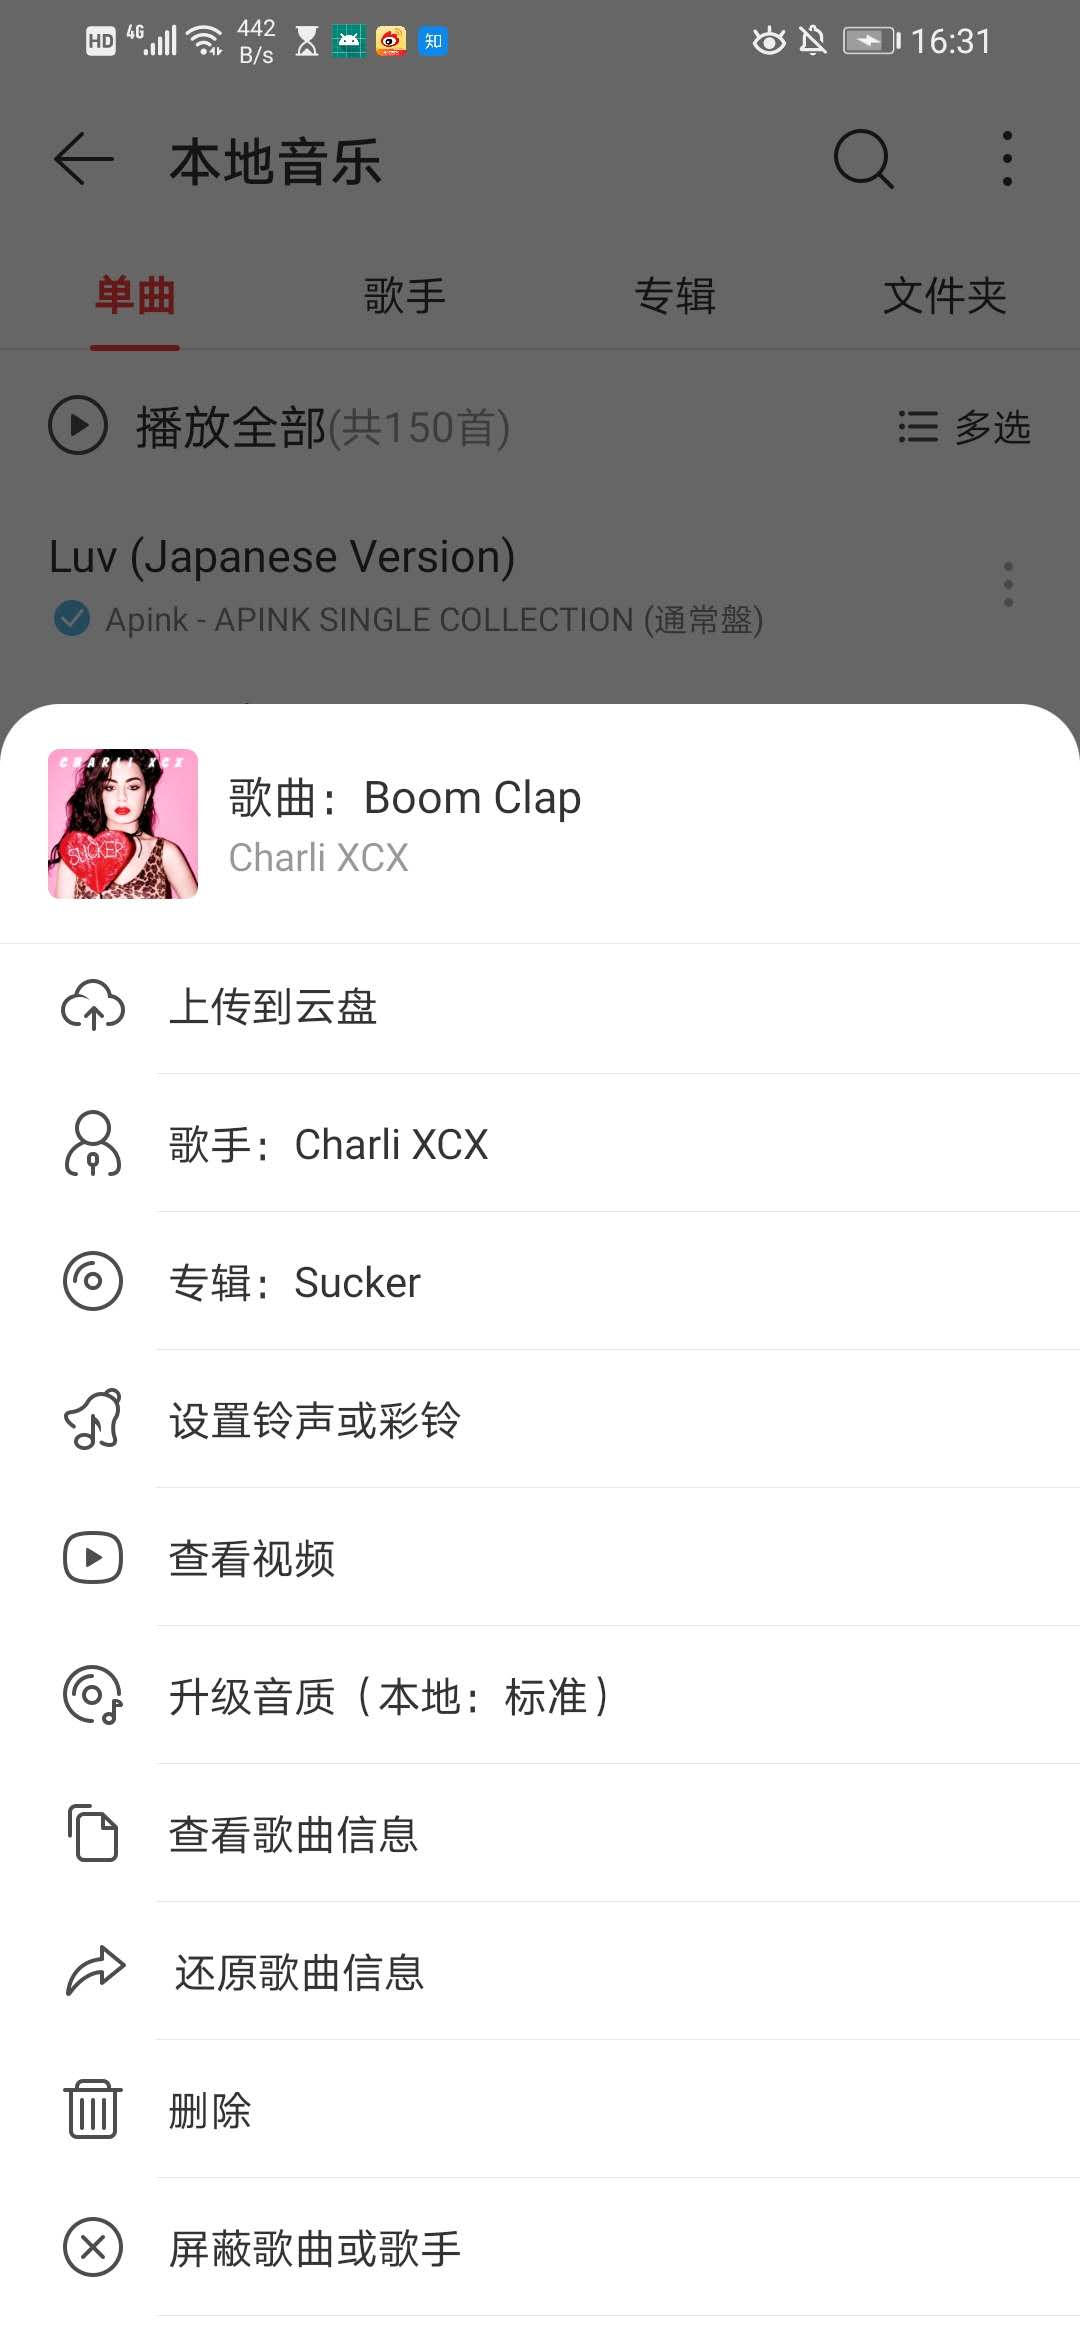 HD 4G 442 B/s 知 16:31
本地音乐
单曲 歌手 专辑 文件夹
播放全部(共150首) 多选
Luv (Japanese Version)
Apink - APINK SINGLE COLLECTION (通常盤)
CHARLI XCX
SUCKER
歌曲：Boom Clap
Charli XCX
上传到云盘
歌手：Charli XCX
专辑：Sucker
设置铃声或彩铃
查看视频
升级音质（本地：标准）
查看歌曲信息
还原歌曲信息
删除
屏蔽歌曲或歌手